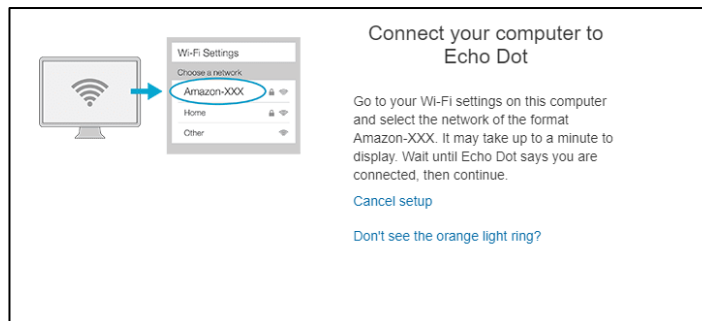 Wi-Fi Settings
Choose a network
Amazon-XXX
Home
Other
Connect your computer to
Echo Dot
Go to your Wi-Fi settings on this computer
and select the network of the format
Amazon-XXX. It may take up to a minute to
display. Wait until Echo Dot says you are
connected, then continue.
Cancel setup
Don't see the orange light ring?